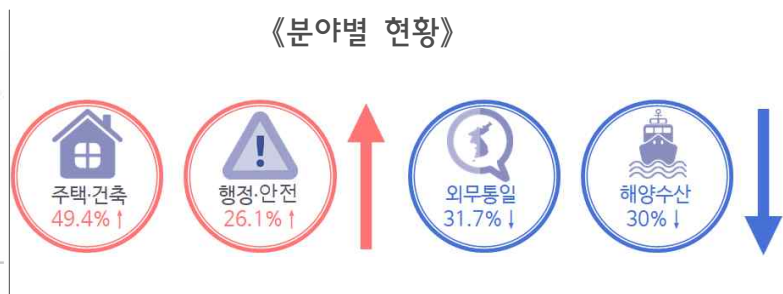 《분야별 현황》
주택·건축
49.4%↑
행정·안전
26.1%↑
외무통일
31.7%↓
해양수산
30%↓